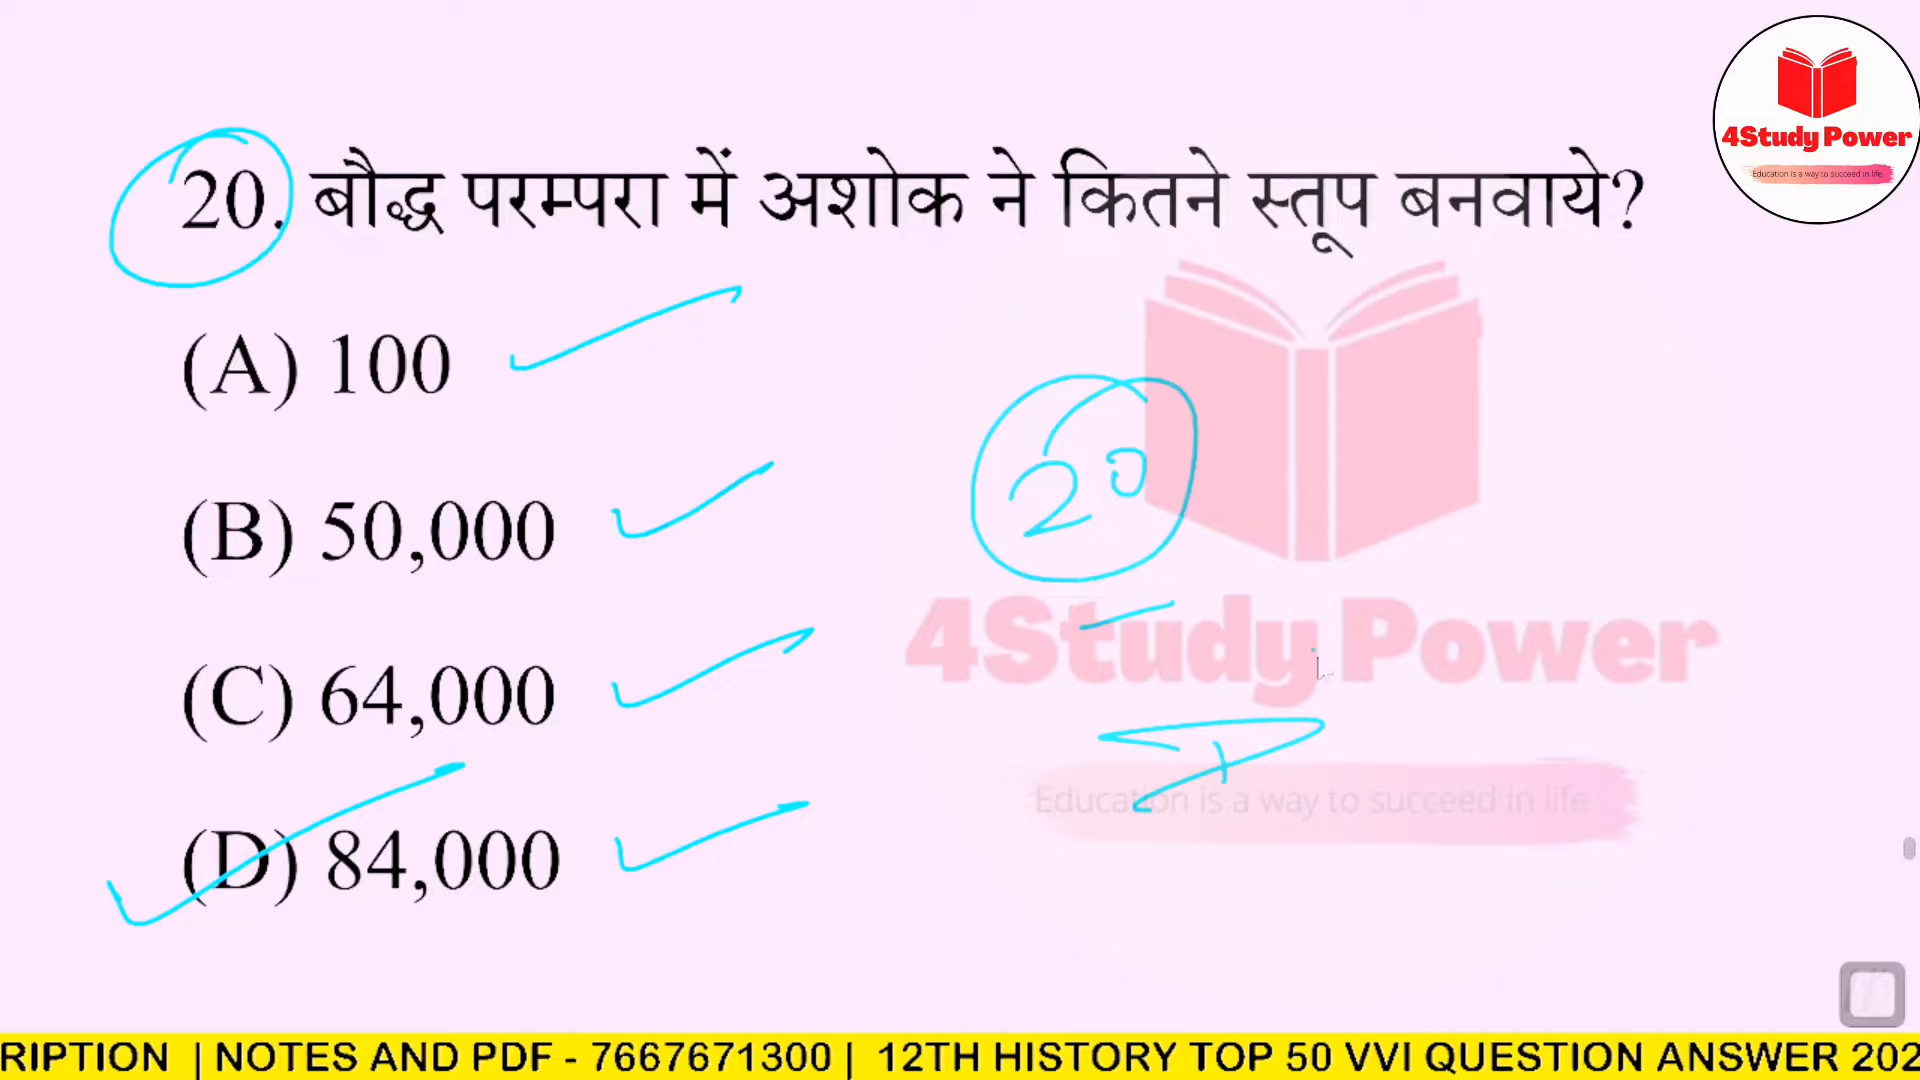 4Study Power
Education is a way to succeed in life
20. बौद्ध परम्परा में अशोक ने कितने स्तूप बनवाये?
(A) 100
(B) 50,000
(C) 64,000
(D) 84,000
20
4Study Power
Education is a way to succeed in life
RIPTION | NOTES AND PDF - 7667671300 | 12TH HISTORY TOP 50 VVI QUESTION ANSWER 202